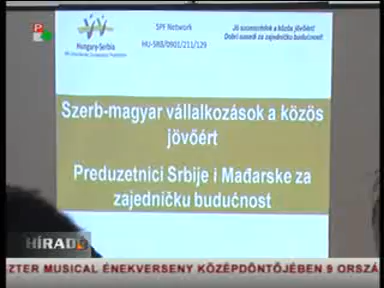 Hungary-Serbia
SPF Network
HU-SRB/0901/211/129
Jó szomszédok a közös jövőért!
Dobri susedi za zajedničku budućnost!
Szerb-magyar vállalkozások a közös
jövőért
Preduzetnici Srbije i Mađarske za
zajedničku budućnost
HÍRADÓ
SZTER MUSICAL ÉNEKVERSENY KÖZÉPDÖNTŐJÉBEN 9 ORSZÁ